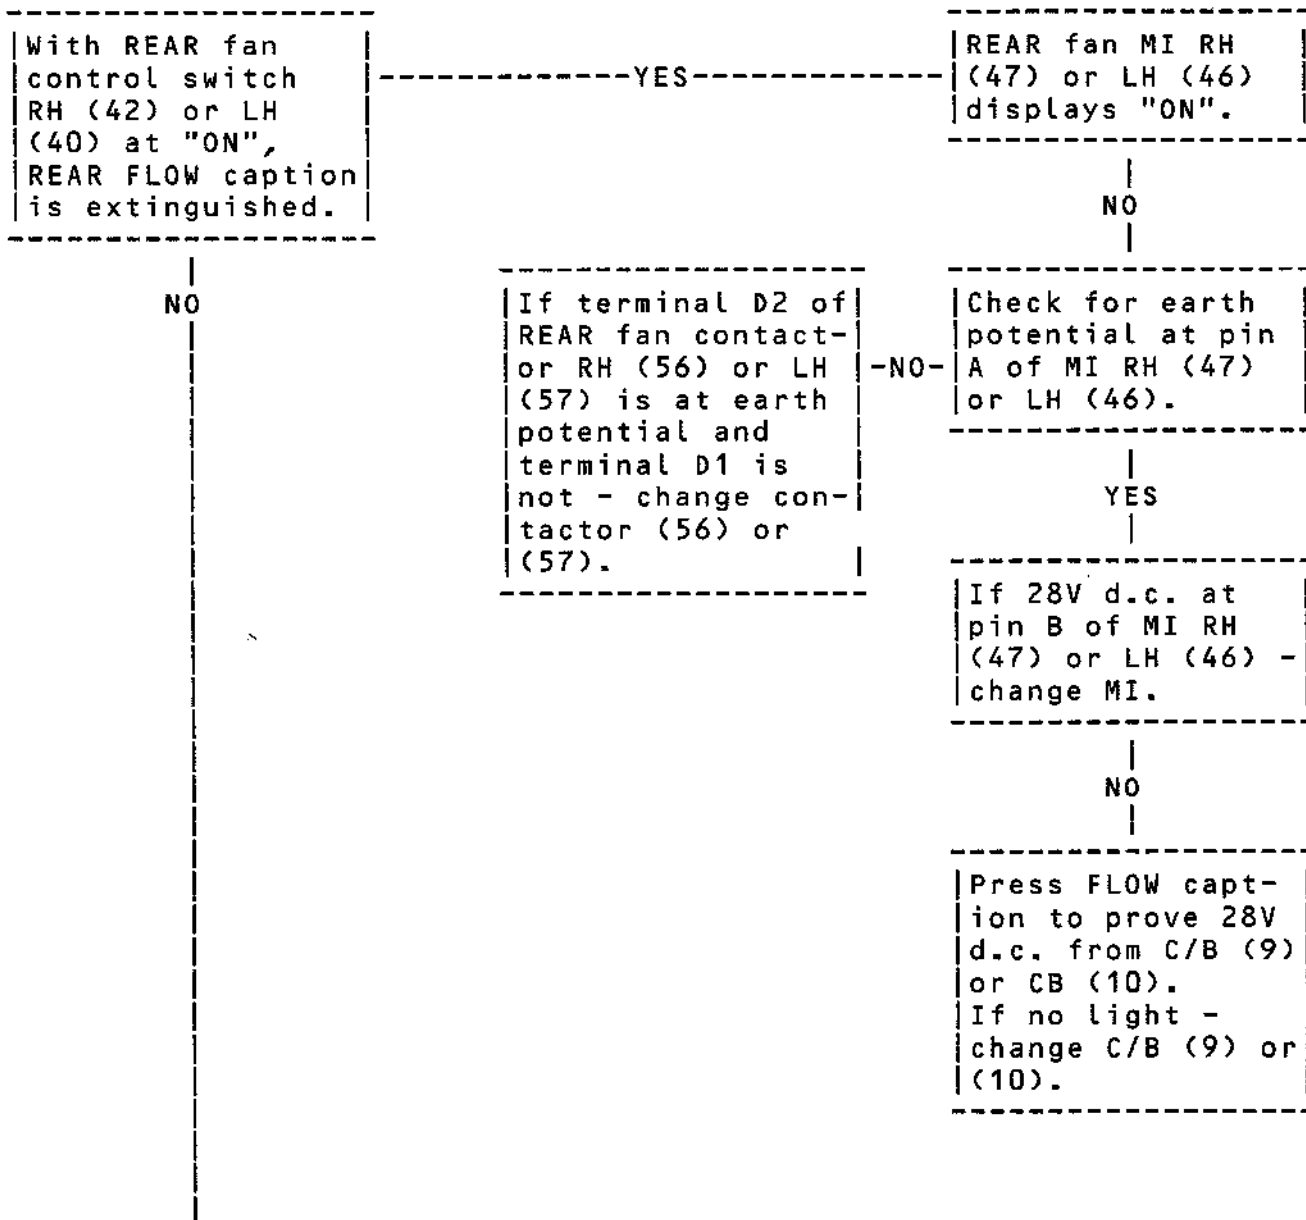 With REAR fan
control switch
RH (42) or LH
(40) at "ON",
REAR FLOW caption
is extinguished.
YES
REAR fan MI RH
(47) or LH (46)
displays "ON".
NO
NO
If terminal D2 of
REAR fan contact-
or RH (56) or LH
(57) is at earth
potential and
terminal D1 is
not - change con-
tactor (56) or
(57).
-NO-
Check for earth
potential at pin
A of MI RH (47)
or LH (46).
YES
If 28V d.c. at
pin B of MI RH
(47) or LH (46) -
change MI.
NO
Press FLOW capt-
ion to prove 28V
d.c. from C/B (9)
or CB (10).
If no light -
change C/B (9) or
(10).